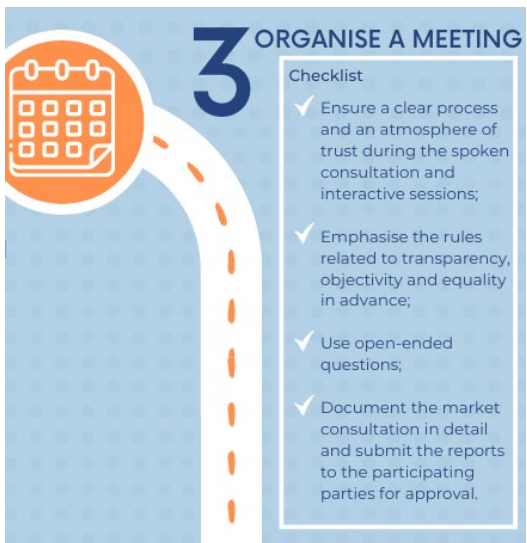 3
ORGANISE A MEETING
Checklist
Ensure a clear process
and an atmosphere of
trust during the spoken
consultation and
interactive sessions;
Emphasise the rules
related to transparency,
objectivity and equality
in advance;
Use open-ended
questions;
Document the market
consultation in detail
and submit the reports
to the participating
parties for approval.